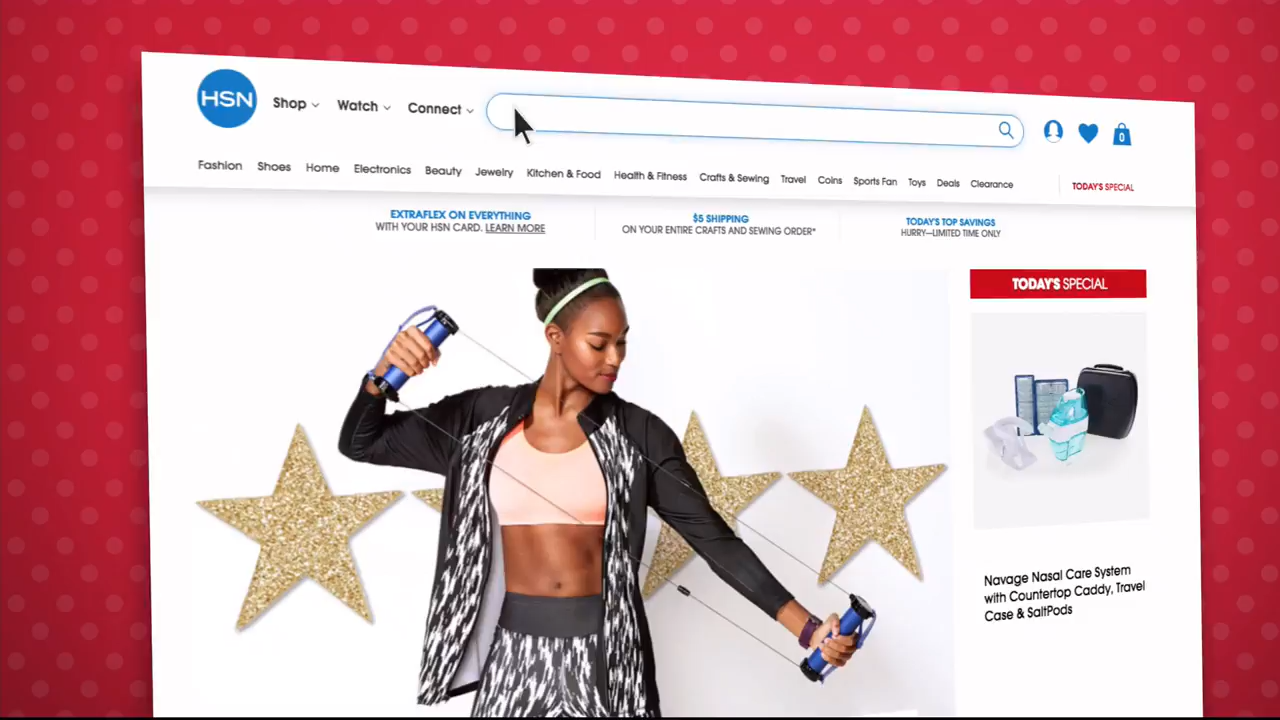 HSN
Shop
Watch
Connect
0
Fashion
Shoes
Home
Electronics
Beauty
Jewelry
Kitchen & Food
Health & Fitness
Crafts & Sewing
Travel
Coins
Sports Fan
Toys
Deals
Clearance
TODAY'S SPECIAL
EXTRAFLEX ON EVERYTHING
WITH YOUR HSN CARD. LEARN MORE
$5 SHIPPING
ON YOUR ENTIRE CRAFTS AND SEWING ORDER*
TODAY'S TOP SAVINGS
HURRY—LIMITED TIME ONLY
TODAY'S SPECIAL
Navage Nasal Care System
with Countertop Caddy, Travel
Case & SaltPods